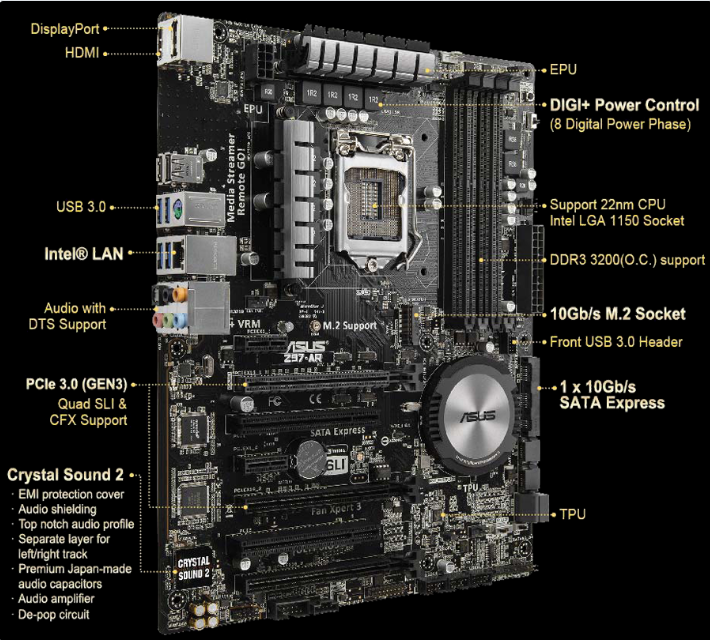 DisplayPort
HDMI
EPU
DIGI+ Power Control
(8 Digital Power Phase)
EPU
Media Streamer
Remote GO!
USB 3.0
Support 22nm CPU
Intel LGA 1150 Socket
Intel® LAN
DDR3 3200(O.C.) support
Audio with
DTS Support
+ VRM
M.2 Support
10Gb/s M.2 Socket
Front USB 3.0 Header
ASUS
Z97-AR
PCIe 3.0 (GEN3)
Quad SLI &
CFX Support
1 x 10Gb/s
SATA Express
ASUS
SATA Express
SLI
Crystal Sound 2
· EMI protection cover
· Audio shielding
· Top notch audio profile
· Separate layer for
left/right track
· Premium Japan-made
audio capacitors
· Audio amplifier
· De-pop circuit
TPU
Fan Xpert 3
TPU
CRYSTAL
SOUND 2